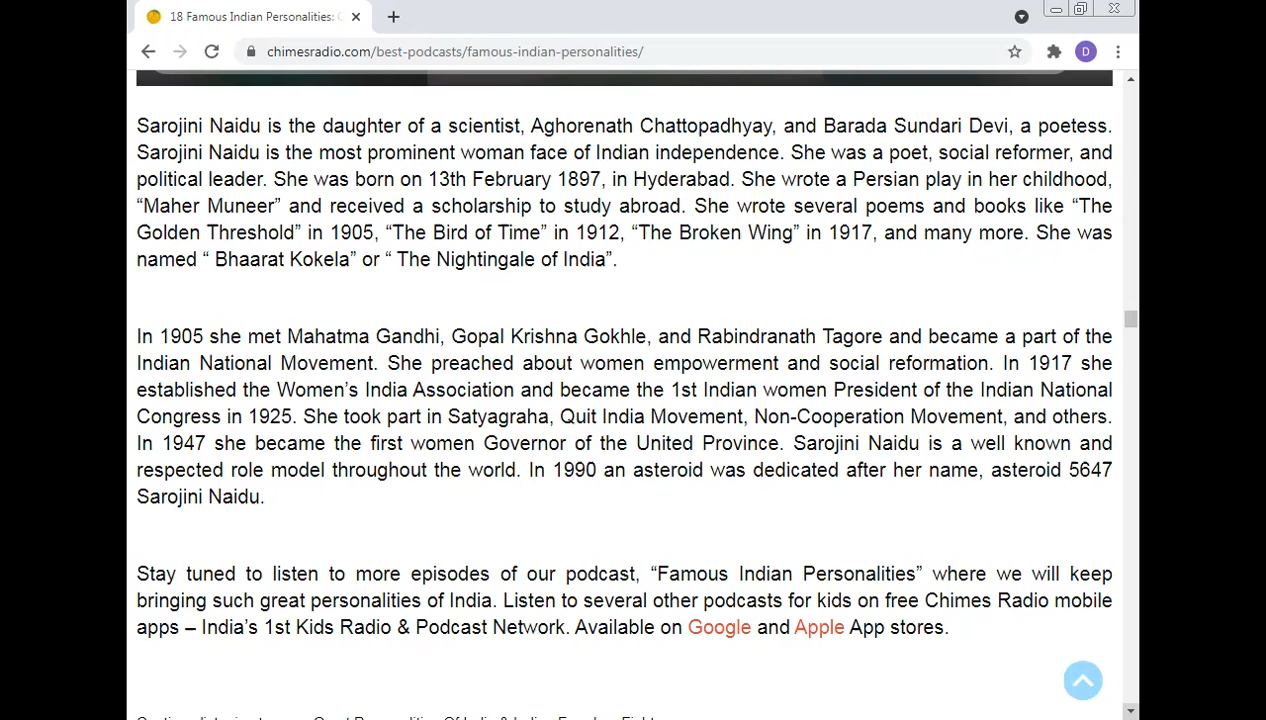 18 Famous Indian Personalities:
chimesradio.com/best-podcasts/famous-indian-personalities/
D
Sarojini Naidu is the daughter of a scientist, Aghorenath Chattopadhyay, and Barada Sundari Devi, a poetess.
Sarojini Naidu is the most prominent woman face of Indian independence. She was a poet, social reformer, and
political leader. She was born on 13th February 1897, in Hyderabad. She wrote a Persian play in her childhood,
“Maher Muneer” and received a scholarship to study abroad. She wrote several poems and books like “The
Golden Threshold” in 1905, “The Bird of Time” in 1912, “The Broken Wing” in 1917, and many more. She was
named “ Bhaarat Kokela” or “ The Nightingale of India”.
In 1905 she met Mahatma Gandhi, Gopal Krishna Gokhle, and Rabindranath Tagore and became a part of the
Indian National Movement. She preached about women empowerment and social reformation. In 1917 she
established the Women’s India Association and became the 1st Indian women President of the Indian National
Congress in 1925. She took part in Satyagraha, Quit India Movement, Non-Cooperation Movement, and others.
In 1947 she became the first women Governor of the United Province. Sarojini Naidu is a well known and
respected role model throughout the world. In 1990 an asteroid was dedicated after her name, asteroid 5647
Sarojini Naidu.
Stay tuned to listen to more episodes of our podcast, “Famous Indian Personalities” where we will keep
bringing such great personalities of India. Listen to several other podcasts for kids on free Chimes Radio mobile
apps – India’s 1st Kids Radio & Podcast Network. Available on Google and Apple App stores.